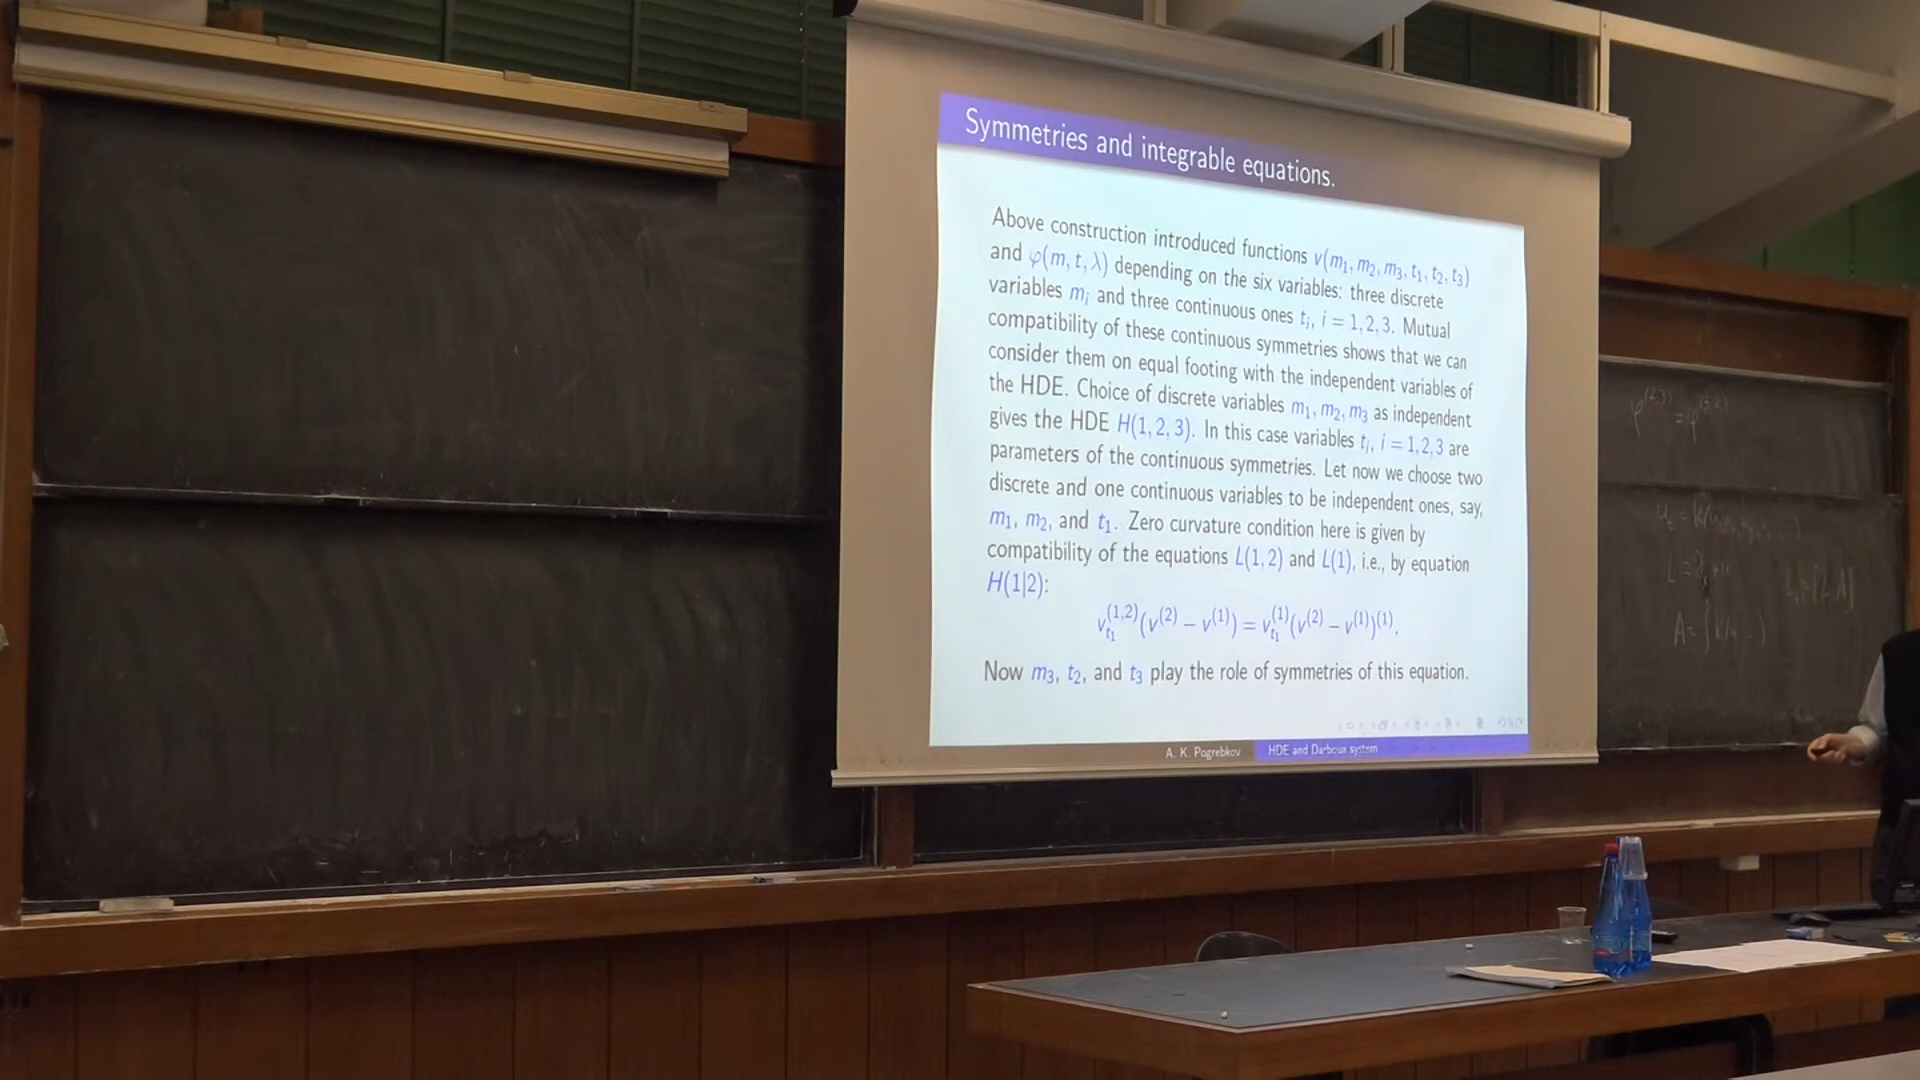 Symmetries and integrable equations.
Above construction introduced functions v(m₁, m₂, m₃, t₁, t₂, t₃)
and φ(m, t, λ) depending on the six variables: three discrete
variables mᵢ and three continuous ones tᵢ, i = 1, 2, 3. Mutual
compatibility of these continuous symmetries shows that we can
consider them on equal footing with the independent variables of
the HDE. Choice of discrete variables m₁, m₂, m₃ as independent
gives the HDE H(1, 2, 3). In this case variables tᵢ, i = 1, 2, 3 are
parameters of the continuous symmetries. Let now we choose two
discrete and one continuous variables to be independent ones, say,
m₁, m₂, and t₁. Zero curvature condition here is given by
compatibility of the equations L(1, 2) and L(1), i.e., by equation
H(1|2):
v_{t₁}^{(1,2)}(v^{(2)} − v^{(1)}) = v_{t₁}^{(1)}(v^{(2)} − v^{(1)})^{(1)}.
Now m₃, t₂, and t₃ play the role of symmetries of this equation.
A. K. Pogrebkov HDE and Darboux system